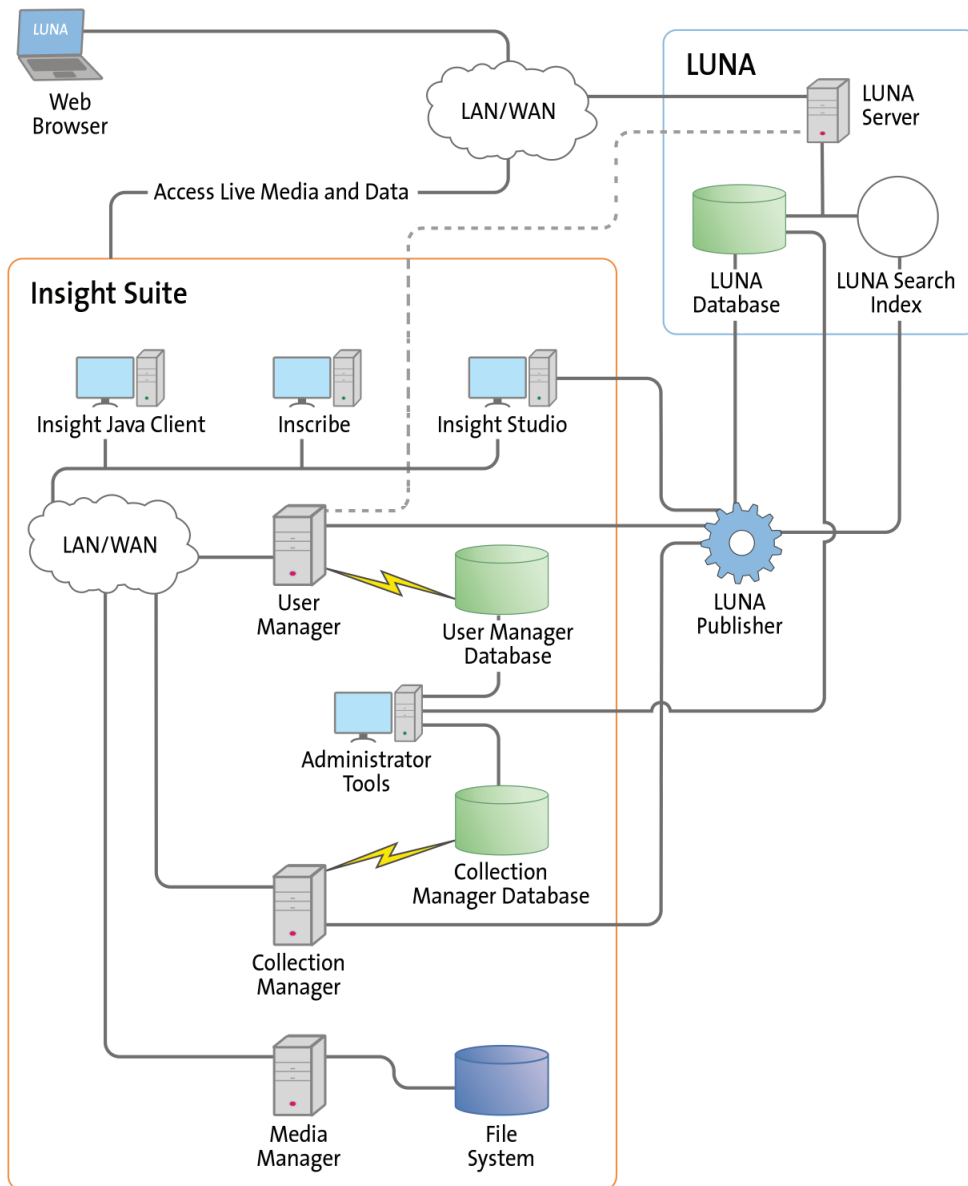 LUNA
Web
Browser
LAN/WAN
LUNA
LUNA
Server
Access Live Media and Data
LUNA
Database
LUNA Search
Index
Insight Suite
Insight Java Client
Inscribe
Insight Studio
LAN/WAN
User
Manager
User Manager
Database
LUNA
Publisher
Administrator
Tools
Collection
Manager Database
Collection
Manager
Media
Manager
File
System